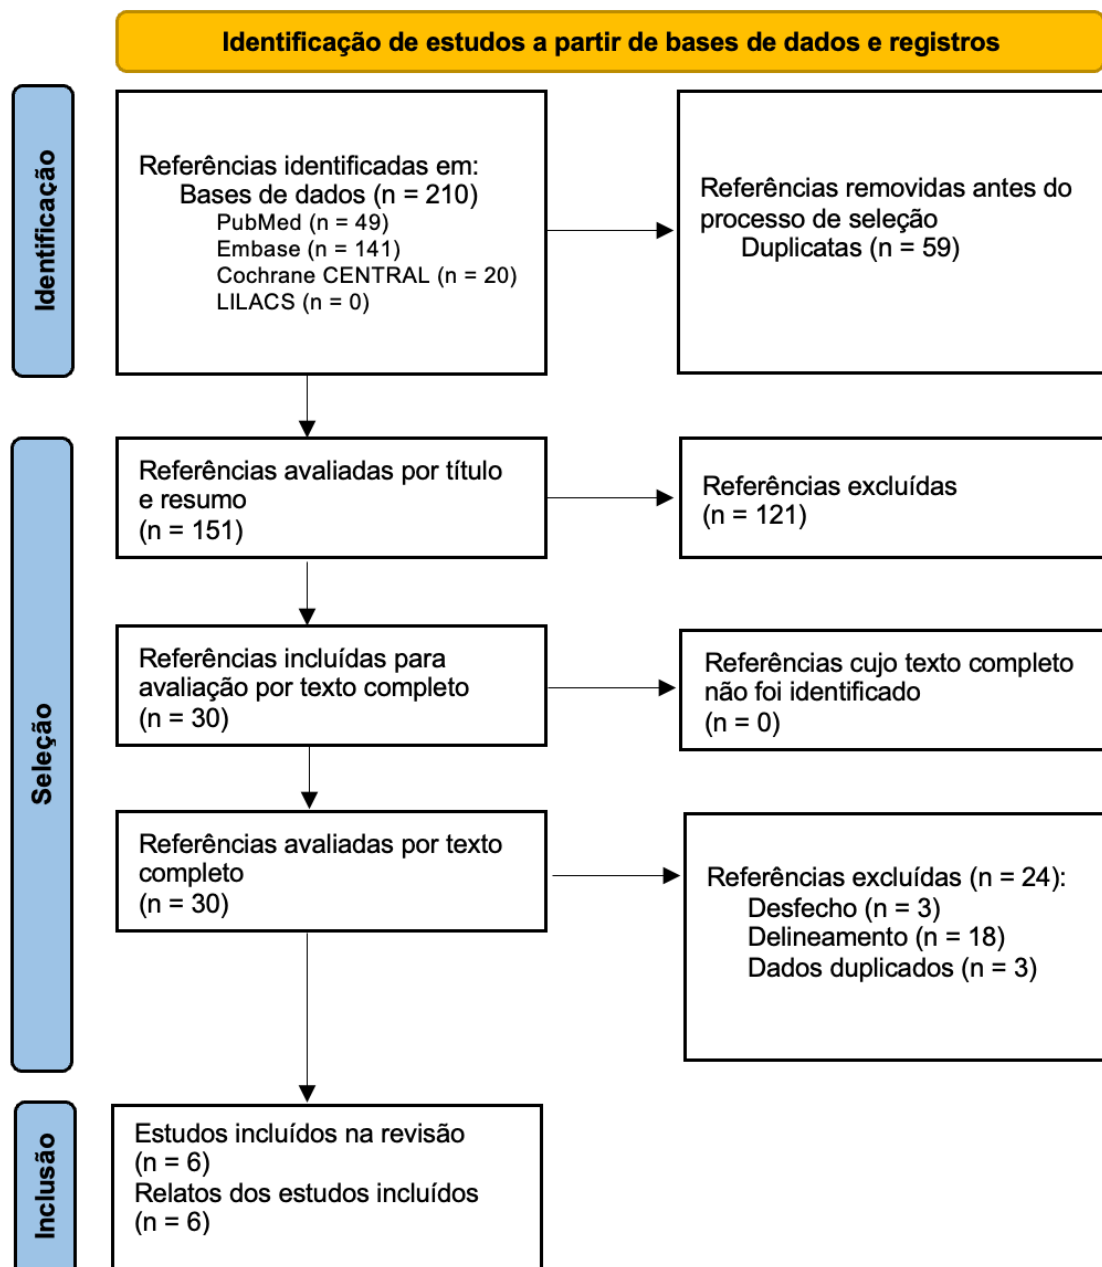 Identificação de estudos a partir de bases de dados e registros
Identificação
Referências identificadas em:
Bases de dados (n = 210)
PubMed (n = 49)
Embase (n = 141)
Cochrane CENTRAL (n = 20)
LILACS (n = 0)
Referências removidas antes do
processo de seleção
Duplicatas (n = 59)
Seleção
Referências avaliadas por título
e resumo
(n = 151)
Referências excluídas
(n = 121)
Referências incluídas para
avaliação por texto completo
(n = 30)
Referências cujo texto completo
não foi identificado
(n = 0)
Referências avaliadas por texto
completo
(n = 30)
Referências excluídas (n = 24):
Desfecho (n = 3)
Delineamento (n = 18)
Dados duplicados (n = 3)
Inclusão
Estudos incluídos na revisão
(n = 6)
Relatos dos estudos incluídos
(n = 6)